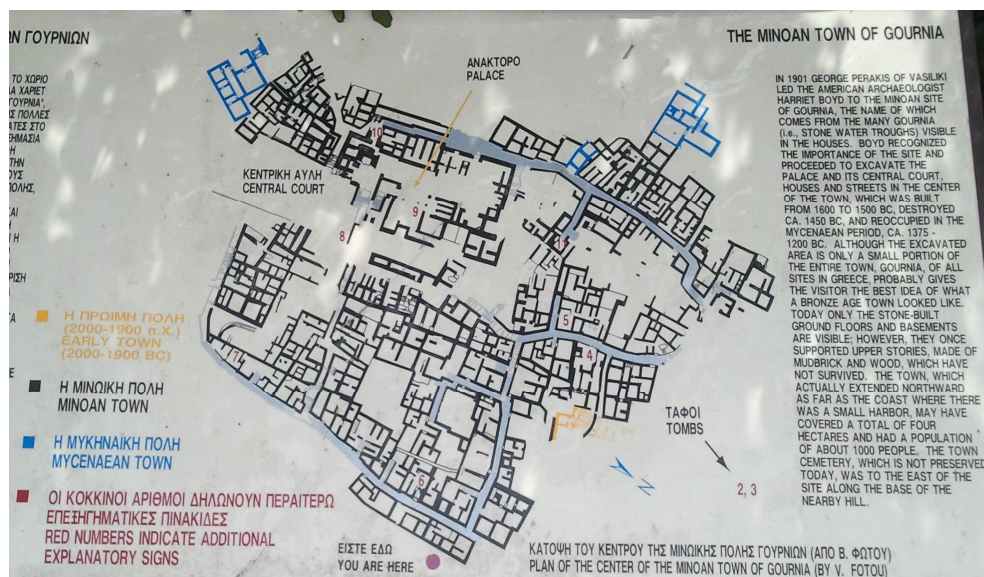 ΩΝ ΓΟΥΡΝΙΩΝ
ΤΟ ΧΩΡΙΟ
ΧΑΡΙΕΤ
ΓΟΥΡΝΙΑ",
ΠΟΛΛΕΣ
ΣΤΟ
ΤΗΝ
ΠΟΛΗΣ,
ΑΝΑΚΤΟΡΟ
PALACE
ΚΕΝΤΡΙΚΗ ΑΥΛΗ
CENTRAL COURT
10
9
8
7
6
5
4
1
Η ΠΡΩΙΜΗ ΠΟΛΗ
(2000-1900 π.Χ.)
EARLY TOWN
(2000-1900 BC)
Η ΜΙΝΩΙΚΗ ΠΟΛΗ
MINOAN TOWN
Η ΜΥΚΗΝΑΪΚΗ ΠΟΛΗ
MYCENAEAN TOWN
ΟΙ ΚΟΚΚΙΝΟΙ ΑΡΙΘΜΟΙ ΔΗΛΩΝΟΥΝ ΠΕΡΑΙΤΕΡΩ
ΕΠΕΞΗΓΗΜΑΤΙΚΕΣ ΠΙΝΑΚΙΔΕΣ
RED NUMBERS INDICATE ADDITIONAL
EXPLANATORY SIGNS
ΕΙΣΤΕ ΕΔΩ
YOU ARE HERE
ΤΑΦΟΙ
TOMBS
2, 3
N
ΚΑΤΟΨΗ ΤΟΥ ΚΕΝΤΡΟΥ ΤΗΣ ΜΙΝΩΙΚΗΣ ΠΟΛΗΣ ΓΟΥΡΝΙΩΝ (ΑΠΟ Β. ΦΩΤΟΥ)
PLAN OF THE CENTER OF THE MINOAN TOWN OF GOURNIA (BY V. FOTOU)
THE MINOAN TOWN OF GOURNIA
IN 1901 GEORGE PERAKIS OF VASILIKI
LED THE AMERICAN ARCHAEOLOGIST
HARRIET BOYD TO THE MINOAN SITE
OF GOURNIA, THE NAME OF WHICH
COMES FROM THE MANY GOURNIA
(i.e., STONE WATER TROUGHS) VISIBLE
IN THE HOUSES. BOYD RECOGNIZED
THE IMPORTANCE OF THE SITE AND
PROCEEDED TO EXCAVATE THE
PALACE AND ITS CENTRAL COURT,
HOUSES AND STREETS IN THE CENTER
OF THE TOWN, WHICH WAS BUILT
FROM 1600 TO 1500 BC, DESTROYED
CA. 1450 BC, AND REOCCUPIED IN THE
MYCENAEAN PERIOD, CA. 1375 -
1200 BC. ALTHOUGH THE EXCAVATED
AREA IS ONLY A SMALL PORTION OF
THE ENTIRE TOWN, GOURNIA, OF ALL
SITES IN GREECE, PROBABLY GIVES
THE VISITOR THE BEST IDEA OF WHAT
A BRONZE AGE TOWN LOOKED LIKE.
TODAY ONLY THE STONE-BUILT
GROUND FLOORS AND BASEMENTS
ARE VISIBLE; HOWEVER, THEY ONCE
SUPPORTED UPPER STORIES, MADE OF
MUDBRICK AND WOOD, WHICH HAVE
NOT SURVIVED. THE TOWN, WHICH
ACTUALLY EXTENDED NORTHWARD
AS FAR AS THE COAST WHERE THERE
WAS A SMALL HARBOR, MAY HAVE
COVERED A TOTAL OF FOUR
HECTARES AND HAD A POPULATION
OF ABOUT 1000 PEOPLE. THE TOWN
CEMETERY, WHICH IS NOT PRESERVED
TODAY, WAS TO THE EAST OF THE
SITE ALONG THE BASE OF THE
NEARBY HILL.